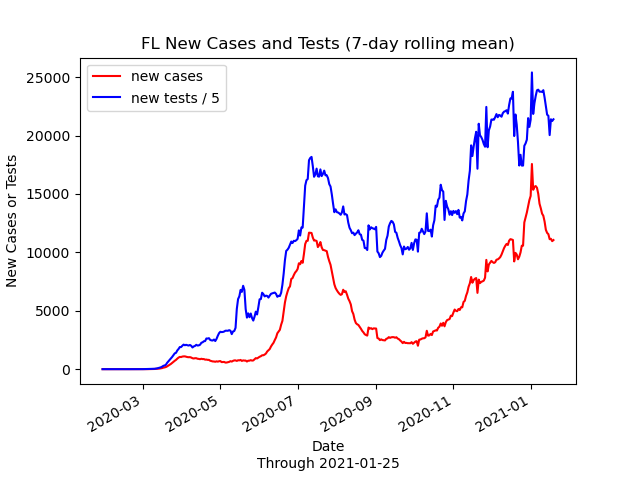 FL New Cases and Tests (7-day rolling mean)
new cases
new tests / 5
25000
20000
15000
10000
5000
0
New Cases or Tests
2020-03
2020-05
2020-07
2020-09
2020-11
2021-01
Date
Through 2021-01-25